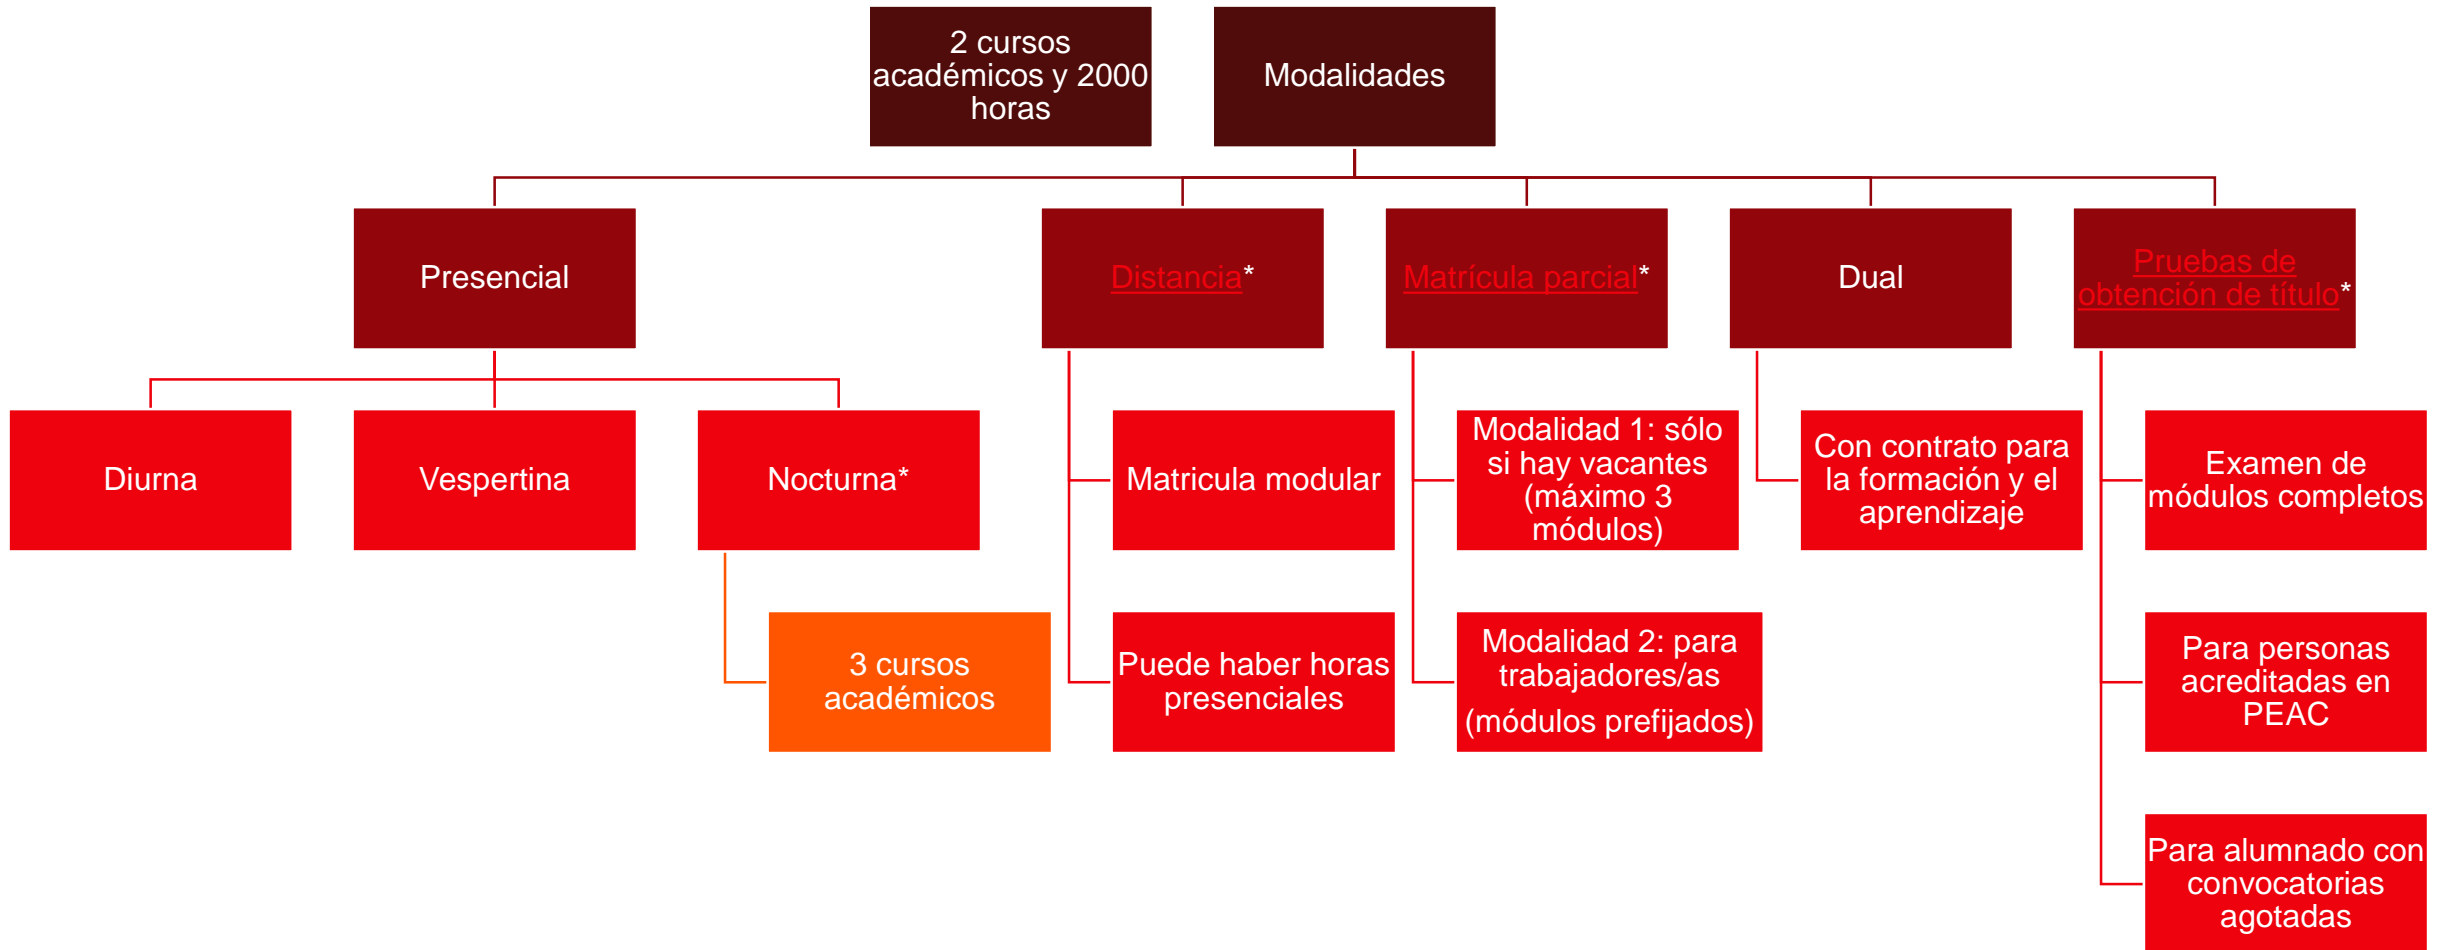 2 cursos
académicos y 2000
horas
Modalidades
Presencial
Distancia*
Matrícula parcial*
Dual
Pruebas de
obtención de título*
Diurna
Vespertina
Nocturna*
3 cursos
académicos
Matricula modular
Puede haber horas
presenciales
Modalidad 1: sólo
si hay vacantes
(máximo 3
módulos)
Modalidad 2: para
trabajadores/as
(módulos prefijados)
Con contrato para
la formación y el
aprendizaje
Examen de
módulos completos
Para personas
acreditadas en
PEAC
Para alumnado con
convocatorias
agotadas